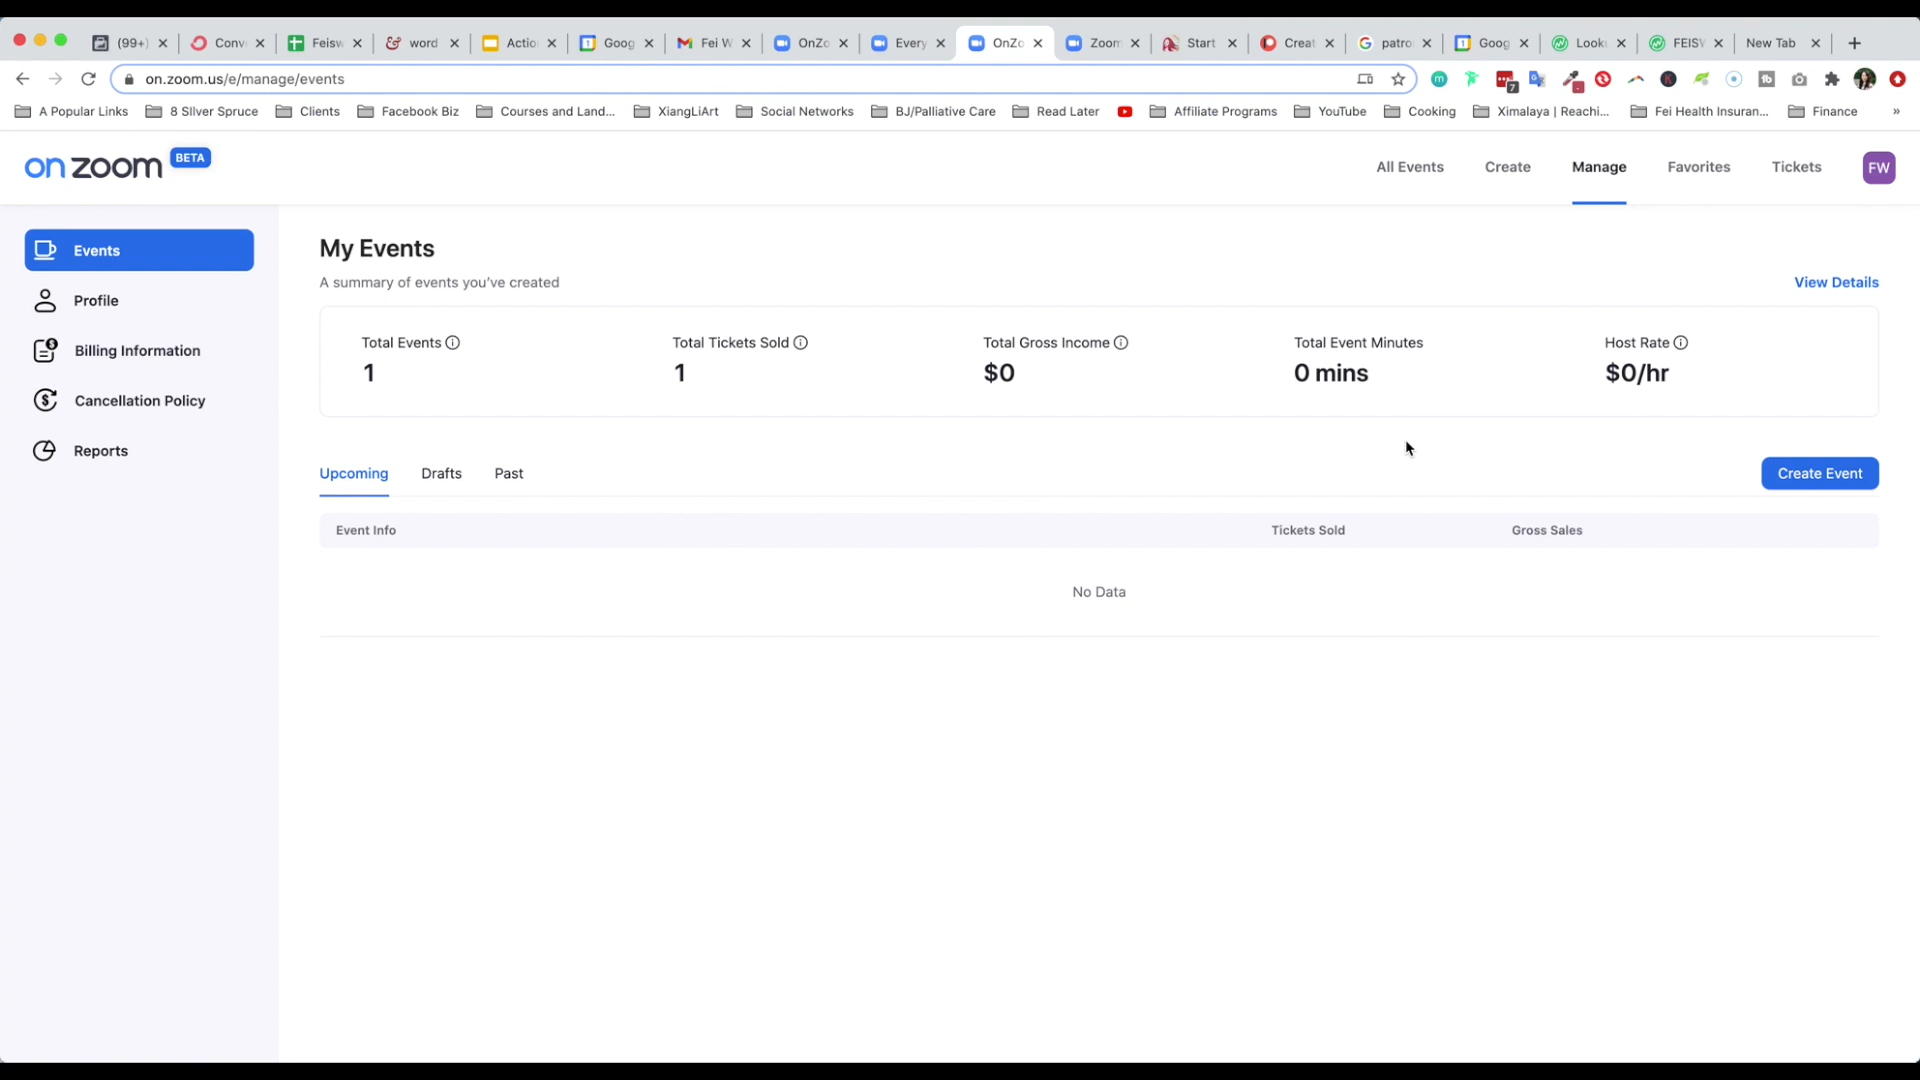 (99+)
Conv
Feisw
word
Actio
Goog
Fei W
OnZo
Every
OnZo
Zoom
Start
Creat
patro
Goog
Look
FEISV
New Tab
on.zoom.us/e/manage/events
7
A Popular Links
8 SIlver Spruce
Clients
Facebook Biz
Courses and Land...
XiangLiArt
Social Networks
BJ/Palliative Care
Read Later
Affiliate Programs
YouTube
Cooking
Ximalaya | Reachi...
Fei Health Insuran...
Finance
»
on zoom BETA
All Events
Create
Manage
Favorites
Tickets
FW
Events
Profile
Billing Information
Cancellation Policy
Reports
My Events
A summary of events you've created
View Details
Total Events
1
Total Tickets Sold
1
Total Gross Income
$0
Total Event Minutes
0 mins
Host Rate
$0/hr
Upcoming
Drafts
Past
Create Event
Event Info
Tickets Sold
Gross Sales
No Data